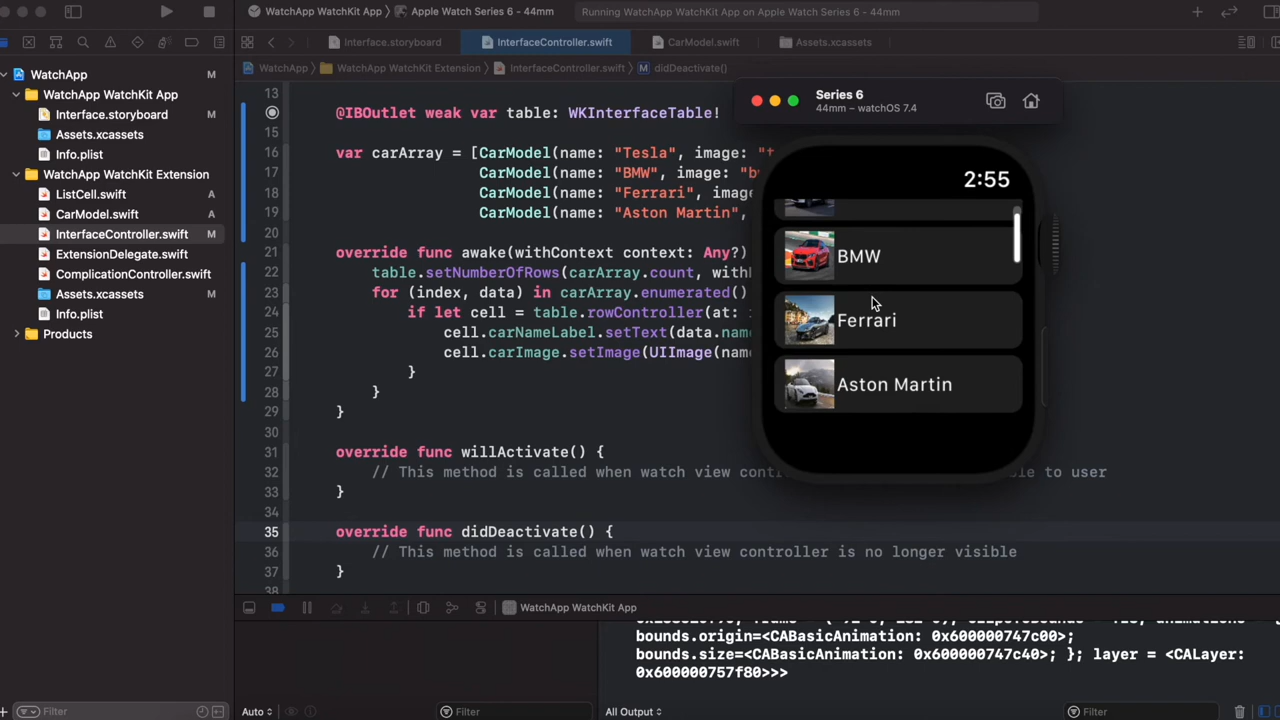 WatchApp WatchKit App 〉 Apple Watch Series 6 – 44mm
Running WatchApp WatchKit App on Apple Watch Series 6 - 44mm
Interface.storyboard
InterfaceController.swift
CarModel.swift
Assets.xcassets
WatchApp 〉 WatchApp WatchKit Extension 〉 InterfaceController.swift 〉 M didDeactivate()
WatchApp M
WatchApp WatchKit App
Interface.storyboard M
Assets.xcassets M
Info.plist
WatchApp WatchKit Extension
ListCell.swift A
CarModel.swift A
InterfaceController.swift M
ExtensionDelegate.swift
ComplicationController.swift
Assets.xcassets M
Info.plist
Products
13
@IBOutlet weak var table: WKInterfaceTable!
15
16 var carArray = [CarModel(name: "Tesla", image: "t
17 CarModel(name: "BMW", image: "b
18 CarModel(name: "Ferrari", image
19 CarModel(name: "Aston Martin",
20
21 override func awake(withContext context: Any?)
22 table.setNumberOfRows(carArray.count, with
23 for (index, data) in carArray.enumerated()
24 if let cell = table.rowController(at: i
25 cell.carNameLabel.setText(data.name
26 cell.carImage.setImage(UIImage(name
27 }
28 }
29 }
30
31 override func willActivate() {
32 // This method is called when watch view cont le to user
33 }
34
35 override func didDeactivate() {
36 // This method is called when watch view controller is no longer visible
37 }
38
Series 6
44mm – watchOS 7.4
2:55
BMW
Ferrari
Aston Martin
WatchApp WatchKit App
bounds.origin=<CABasicAnimation: 0x600000747c00>;
bounds.size=<CABasicAnimation: 0x600000747c40>; }; layer = <CALayer:
0x600000757f80>>>
Filter
Auto
Filter
All Output
Filter